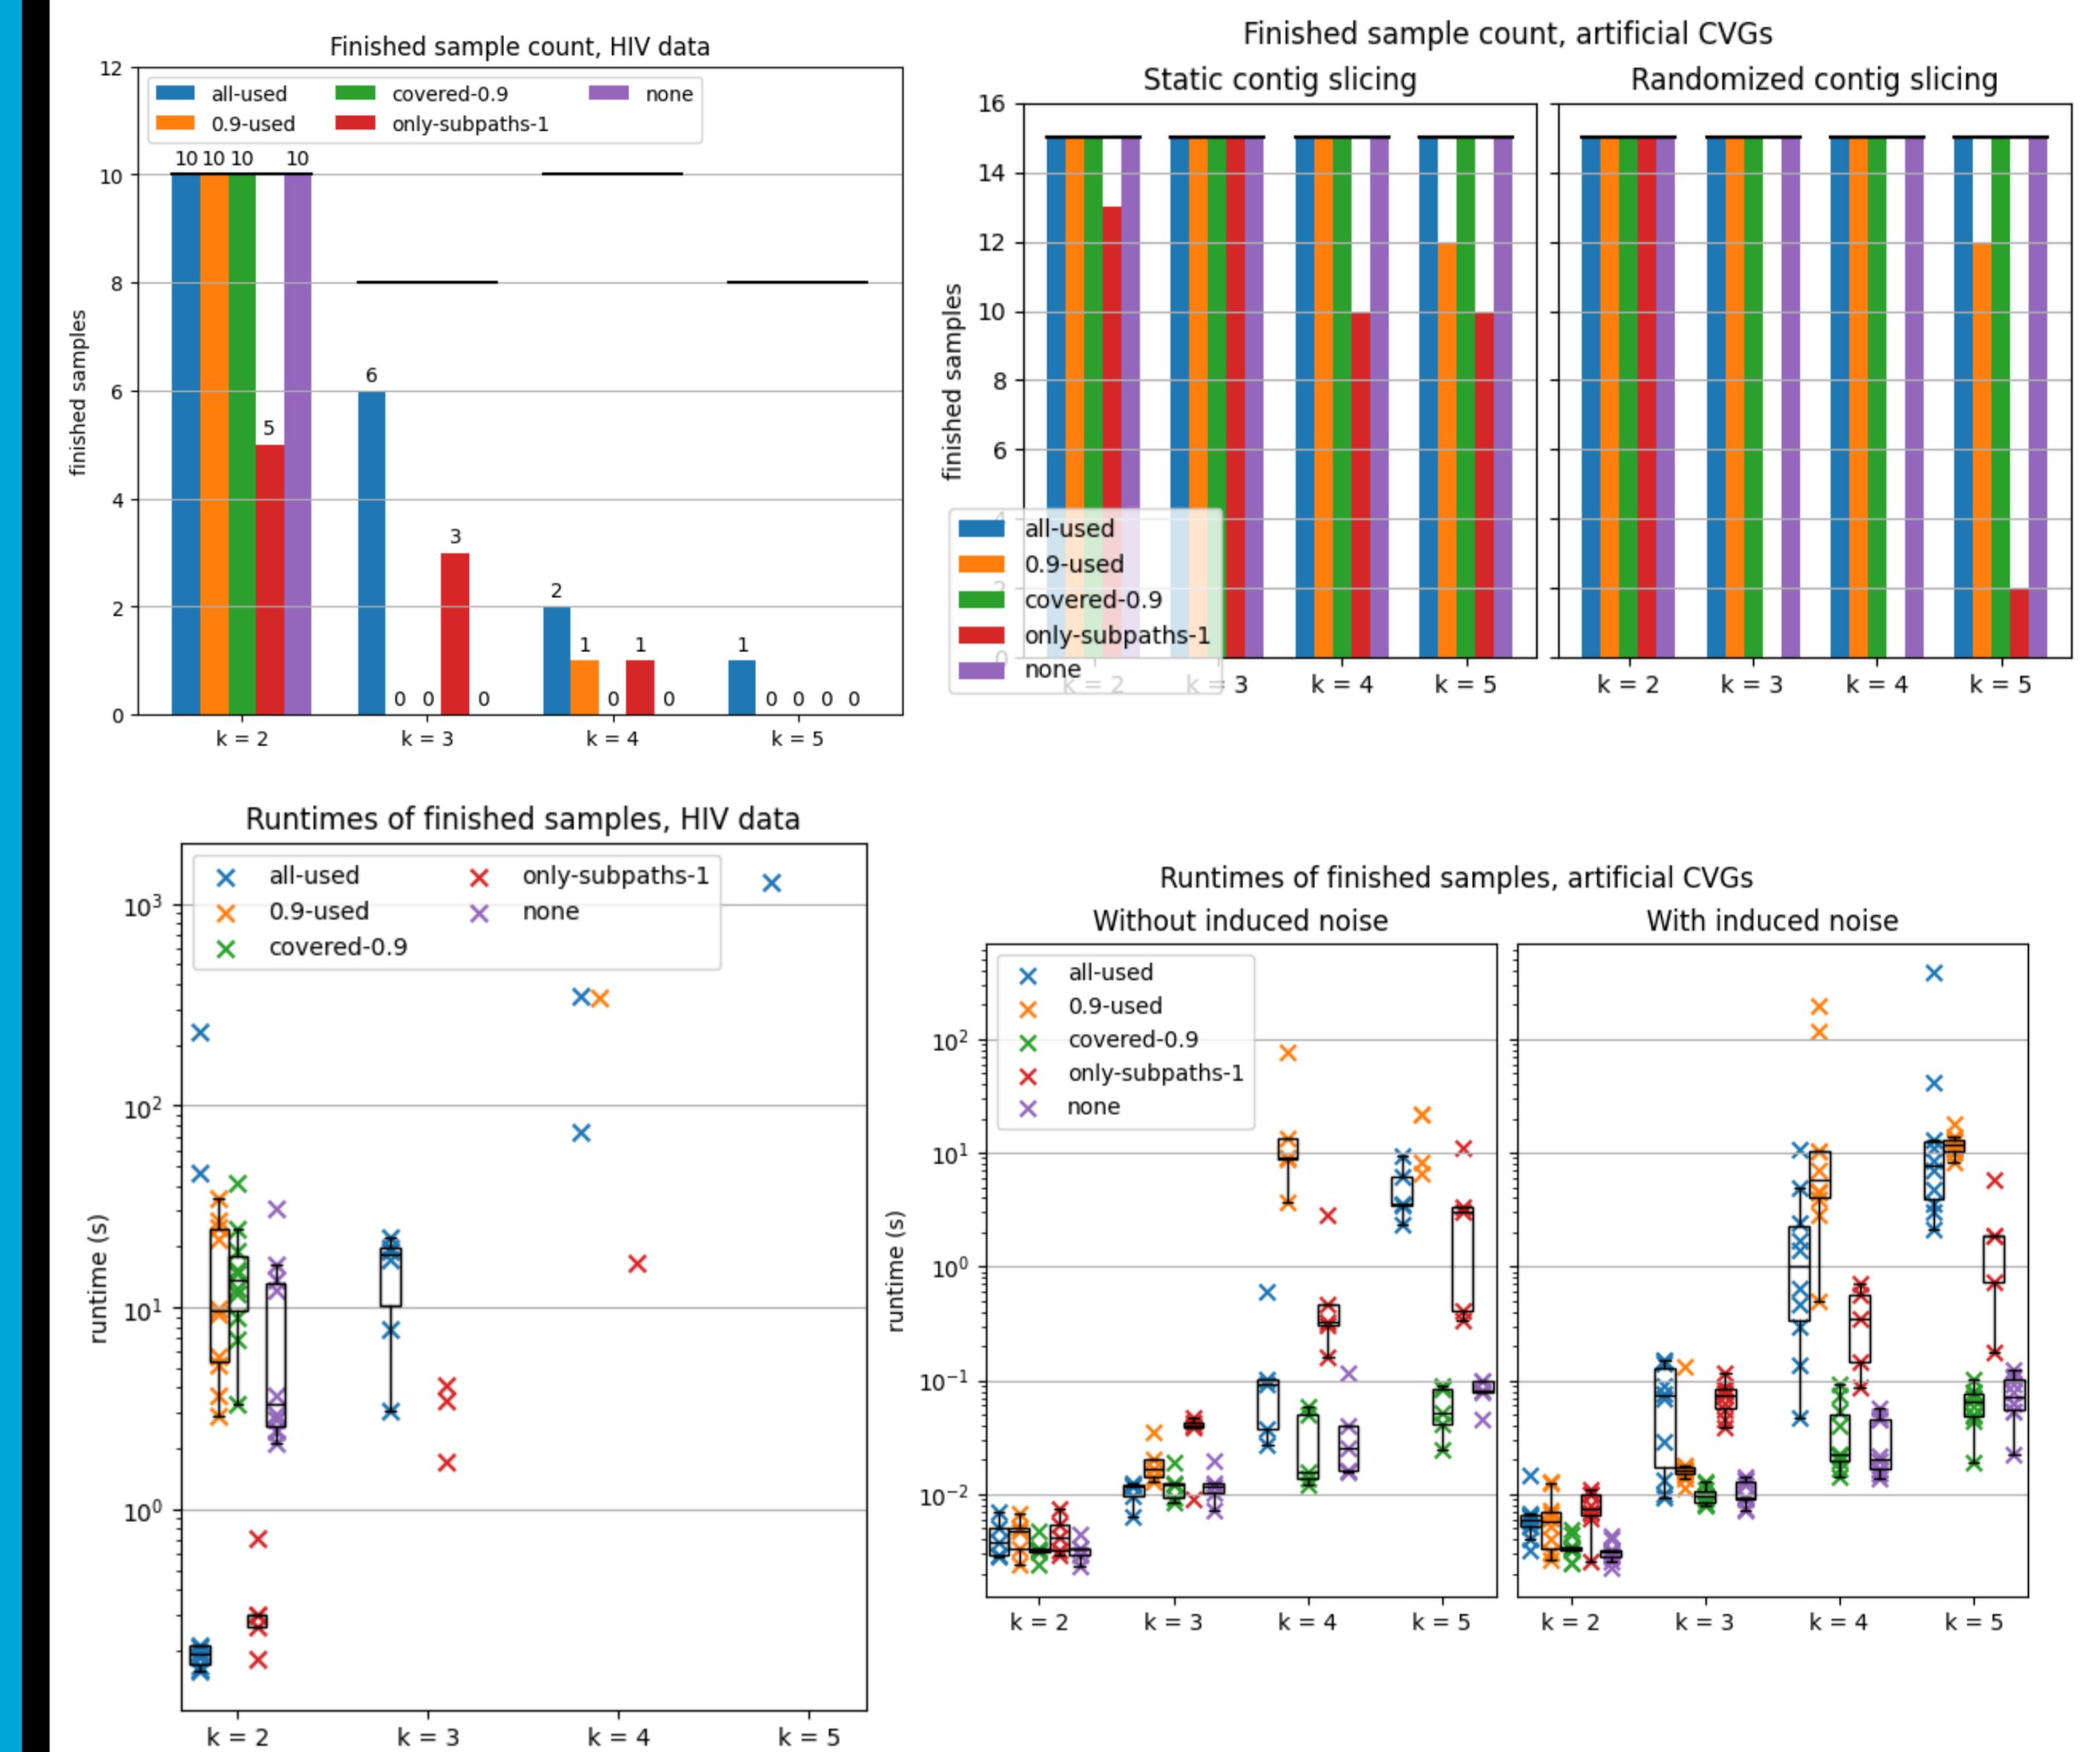 Finished sample count, HIV data
all-used
0.9-used
covered-0.9
only-subpaths-1
none
12
10
8
6
4
2
0
finished samples
10 10 10 5 10
6 0 0 3 0
2 1 0 1 0
1 0 0 0 0
k = 2 k = 3 k = 4 k = 5
Finished sample count, artificial CVGs
Static contig slicing
Randomized contig slicing
16
14
12
10
8
6
4
2
0
finished samples
all-used
0.9-used
covered-0.9
only-subpaths-1
none
k = 2 k = 3 k = 4 k = 5
k = 2 k = 3 k = 4 k = 5
Runtimes of finished samples, HIV data
all-used
0.9-used
covered-0.9
only-subpaths-1
none
10³
10²
10¹
10⁰
runtime (s)
k = 2 k = 3 k = 4 k = 5
Runtimes of finished samples, artificial CVGs
Without induced noise
With induced noise
all-used
0.9-used
covered-0.9
only-subpaths-1
none
10²
10¹
10⁰
10⁻¹
10⁻²
runtime (s)
k = 2 k = 3 k = 4 k = 5
k = 2 k = 3 k = 4 k = 5